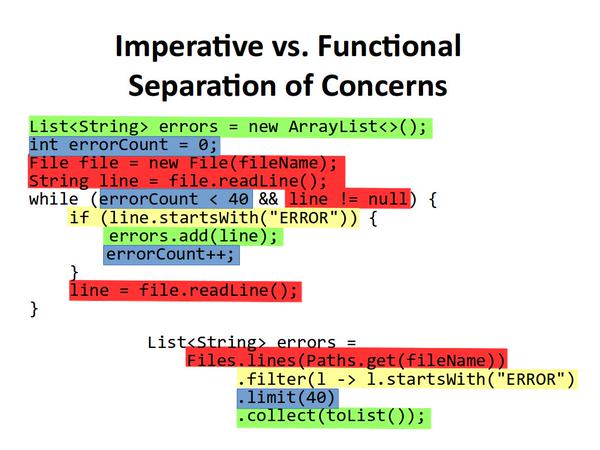 Imperative vs. Functional
Separation of Concerns
List<String> errors = new ArrayList<>();
int errorCount = 0;
File file = new File(fileName);
String line = file.readLine();
while (errorCount < 40 && line != null) {
if (line.startsWith("ERROR")) {
errors.add(line);
errorCount++;
}
line = file.readLine();
}
List<String> errors =
Files.lines(Paths.get(fileName))
.filter(l -> l.startsWith("ERROR")
.limit(40)
.collect(toList());